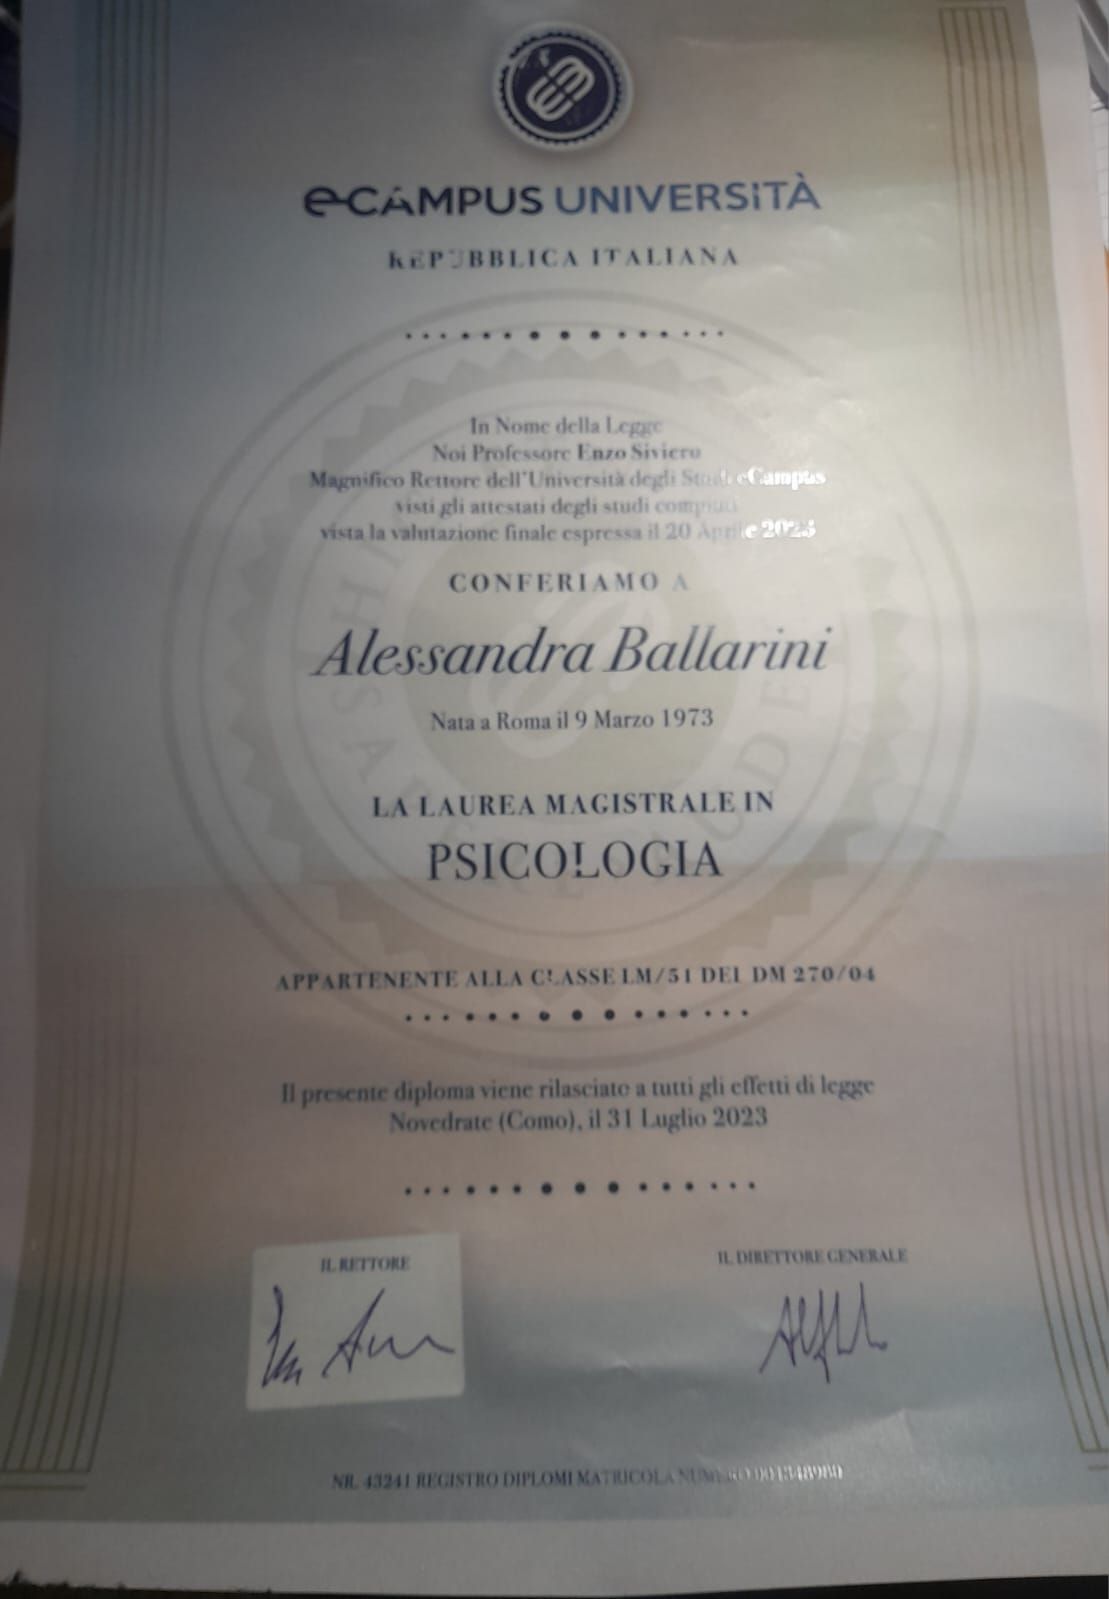 eCAMPUS UNIVERSITÀ
REPUBBLICA ITALIANA
In Nome della Legge
Noi Professore Enzo Siviero
Magnifico Rettore dell'Università degli Studi eCampus
visti gli attestati degli studi compiuti
vista la valutazione finale espressa il 20 Aprile 2023
CONFERIAMO A
Alessandra Ballarini
Nata a Roma il 9 Marzo 1973
LA LAUREA MAGISTRALE IN
PSICOLOGIA
APPARTENENTE ALLA CLASSE LM/51 DEL DM 270/04
Il presente diploma viene rilasciato a tutti gli effetti di legge
Novedrate (Como), il 31 Luglio 2023
IL RETTORE
IL DIRETTORE GENERALE
NR. 43241 REGISTRO DIPLOMI MATRICOLA NUMERO